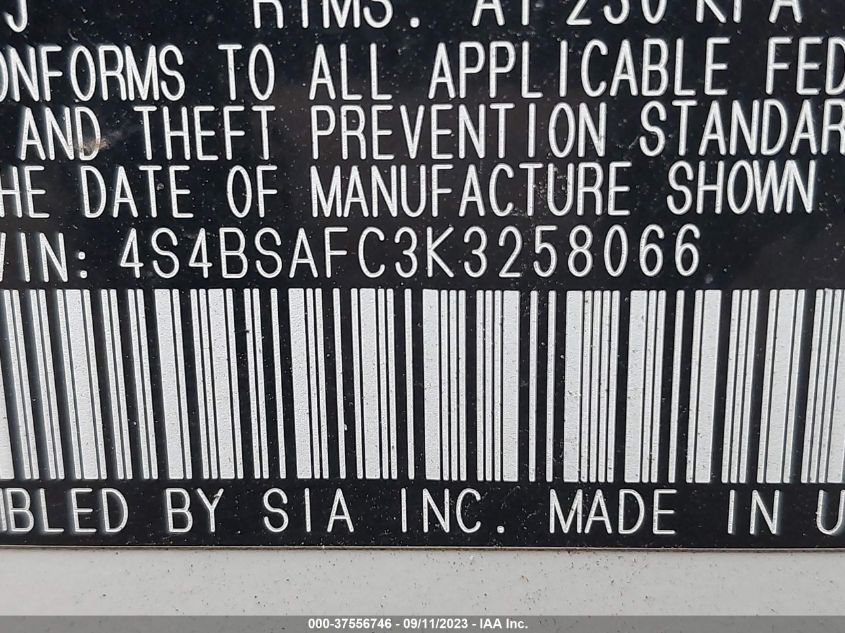 J RIMS. AT 230 KPA
ONFORMS TO ALL APPLICABLE FED
AND THEFT PREVENTION STANDAR
HE DATE OF MANUFACTURE SHOWN
VIN: 4S4BSAFC3K3258066
MBLED BY SIA INC. MADE IN U
000-37556746 - 09/11/2023 - IAA Inc.